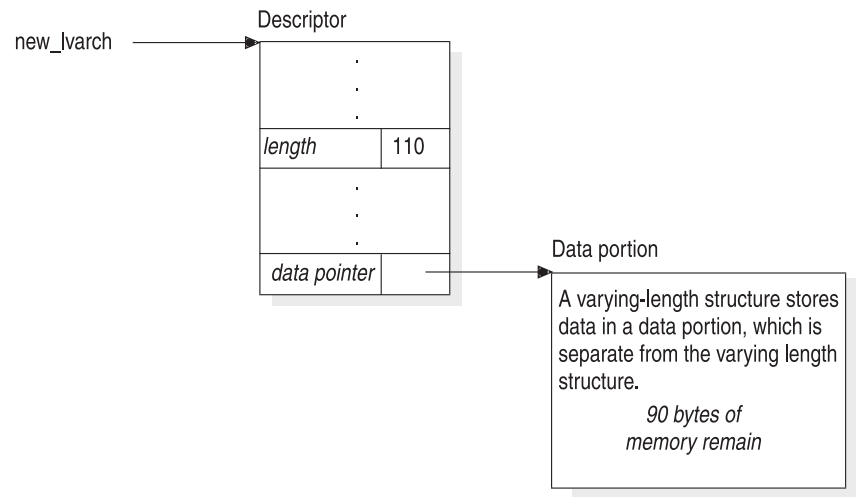 Descriptor
new_lvarch
.
.
.
length 110
.
.
.
data pointer
Data portion
A varying-length structure stores
data in a data portion, which is
separate from the varying length
structure.
90 bytes of
memory remain